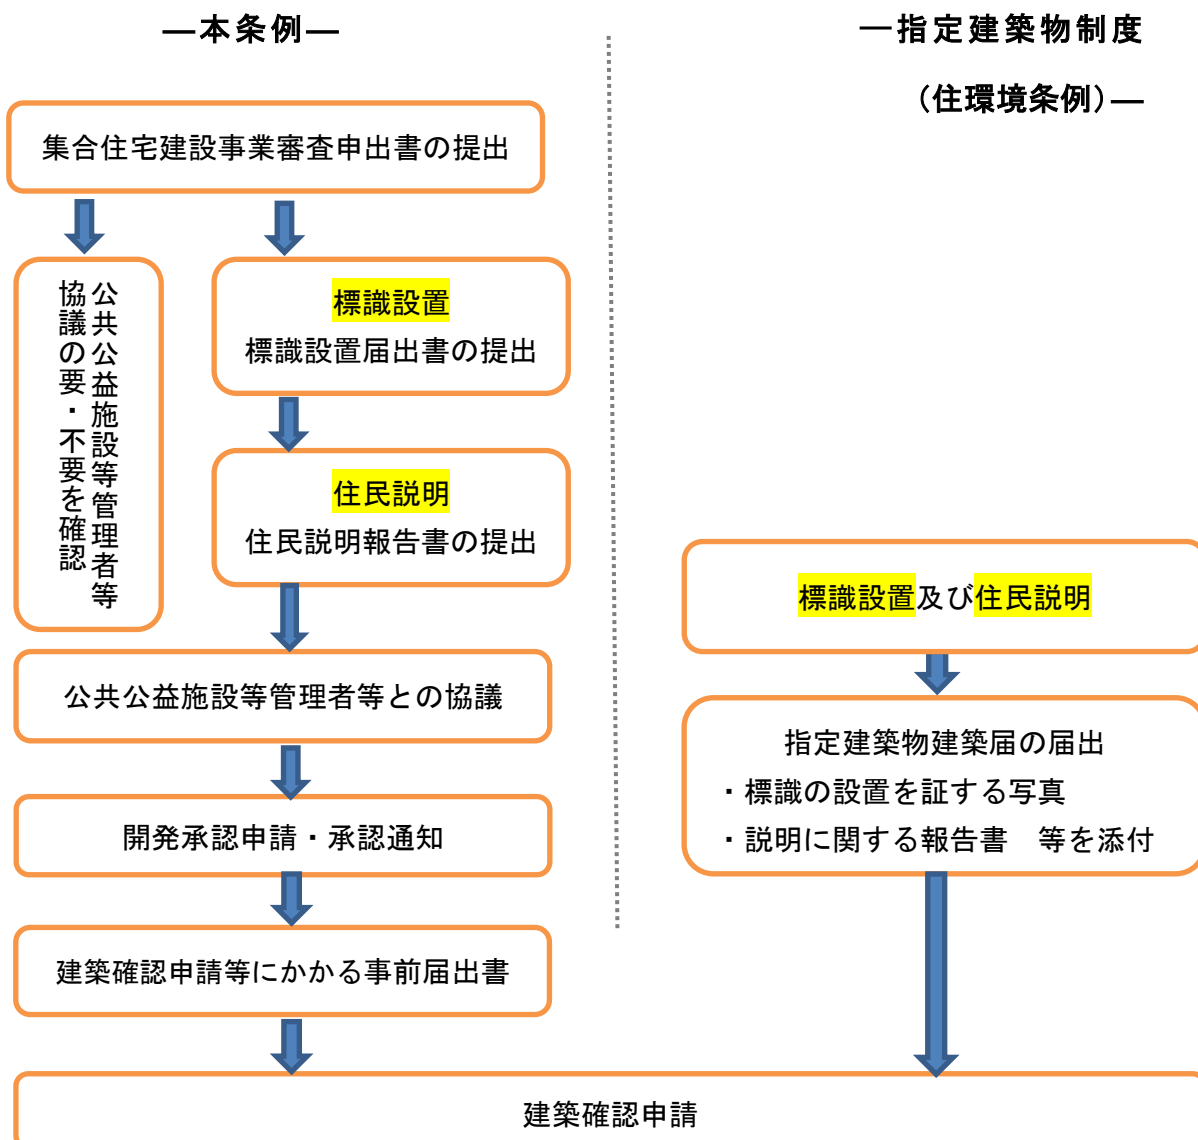 ―本条例―
集合住宅建設事業審査申出書の提出
公共公益施設等管理者等
協議の要・不要を確認
標識設置
標識設置届出書の提出
住民説明
住民説明報告書の提出
公共公益施設等管理者等との協議
開発承認申請・承認通知
建築確認申請等にかかる事前届出書
―指定建築物制度
（住環境条例）―
標識設置及び住民説明
指定建築物建築届の届出
・標識の設置を証する写真
・説明に関する報告書　等を添付
建築確認申請